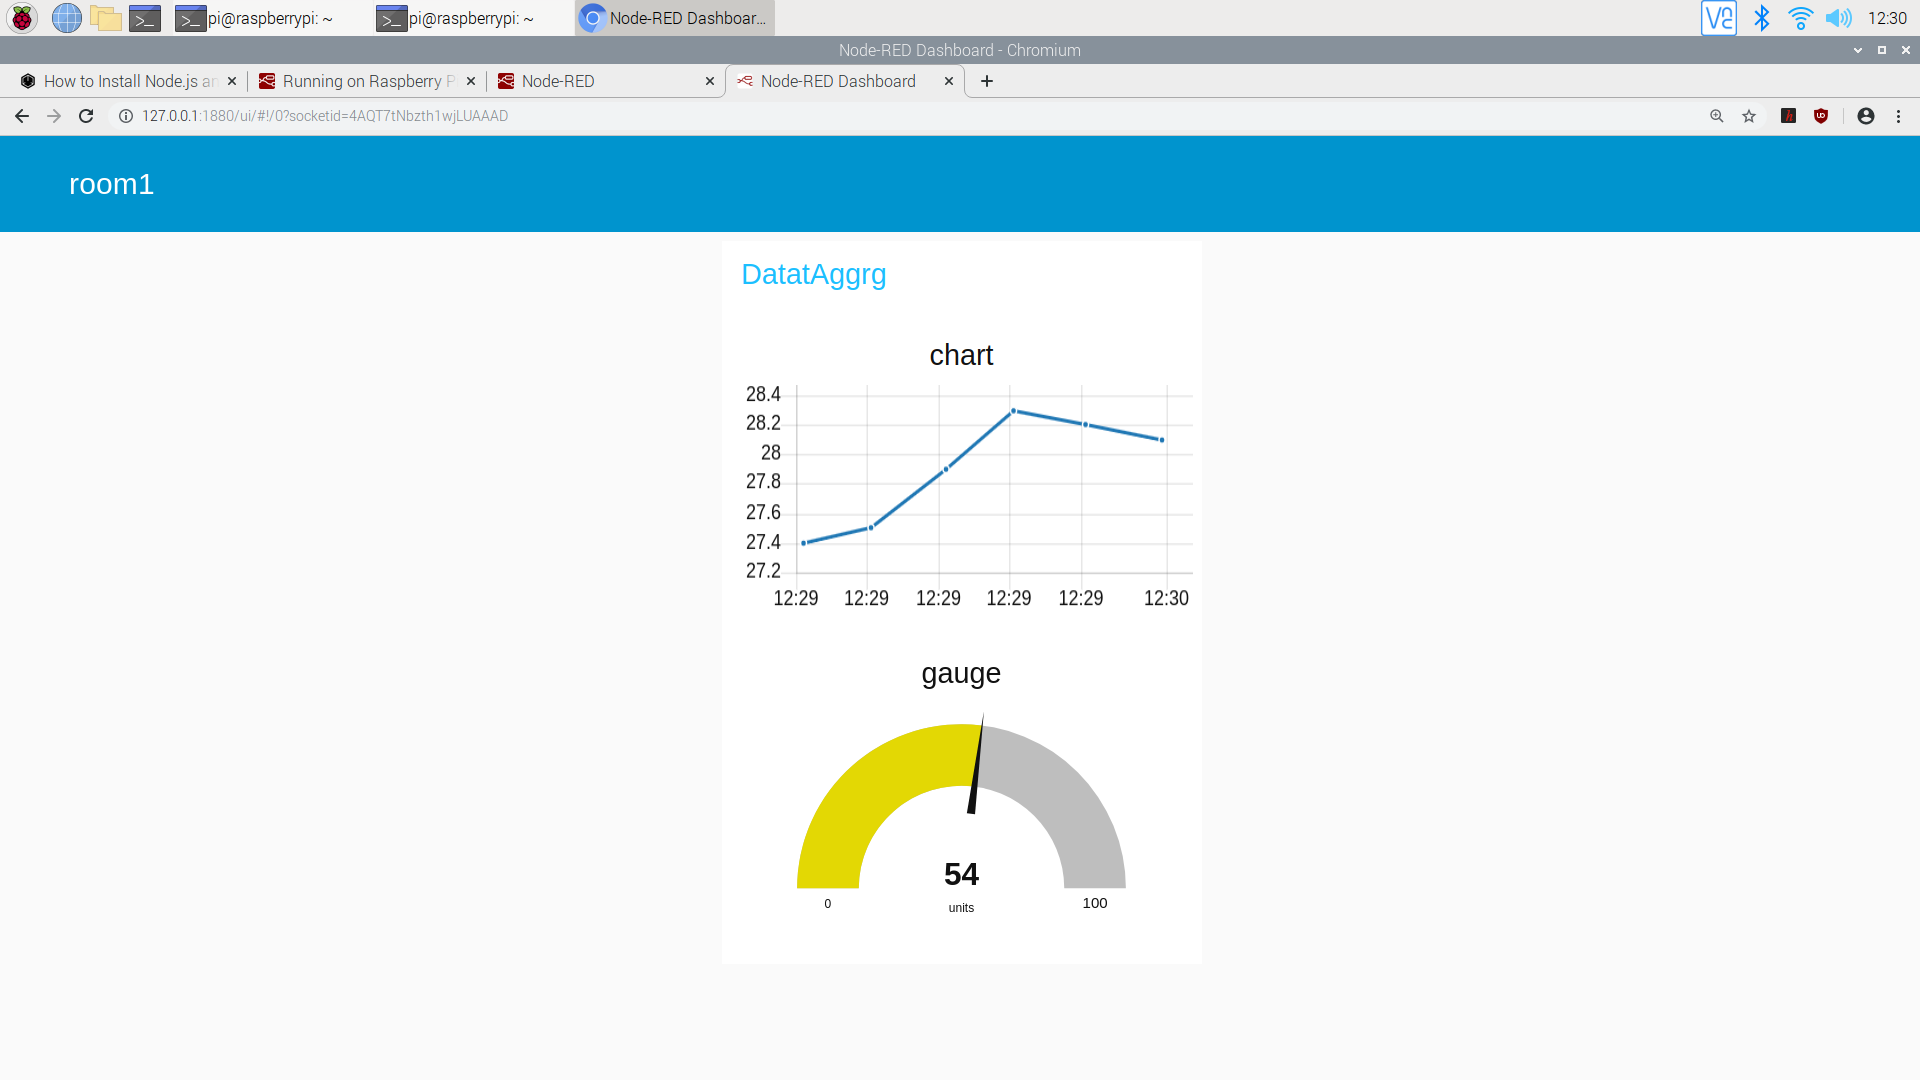 pi@raspberrypi: ~
pi@raspberrypi: ~
Node-RED Dashboar...
12:30
Node-RED Dashboard - Chromium
How to Install Node.js an
Running on Raspberry P
Node-RED
Node-RED Dashboard
127.0.0.1:1880/ui/#!/0?socketid=4AQT7tNbzth1wjLUAAAD
room1
DatatAggrg
chart
28.4
28.2
28
27.8
27.6
27.4
27.2
12:29 12:29 12:29 12:29 12:29 12:30
gauge
54
0 units 100